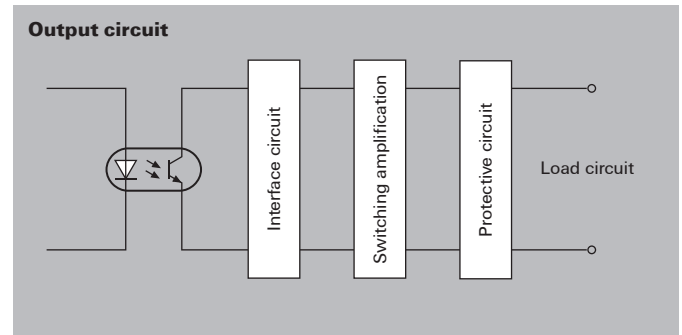 Output circuit
Interface circuit
Switching amplification
Protective circuit
Load circuit